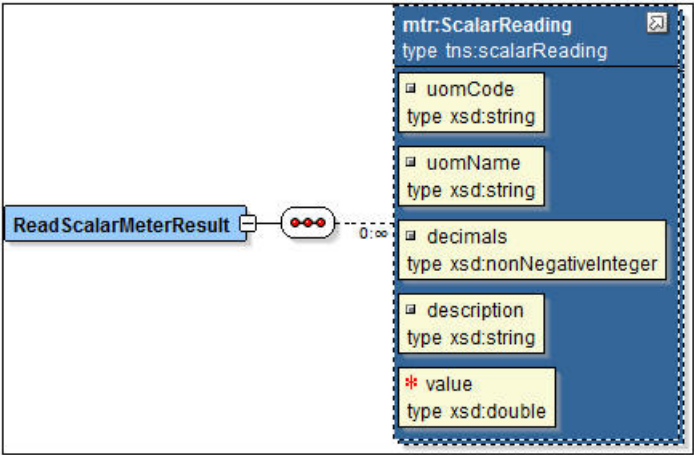 mtr:ScalarReading
type tns:scalarReading
uomCode
type xsd:string
uomName
type xsd:string
ReadScalarMeterResult
0:∞
decimals
type xsd:nonNegativeInteger
description
type xsd:string
* value
type xsd:double